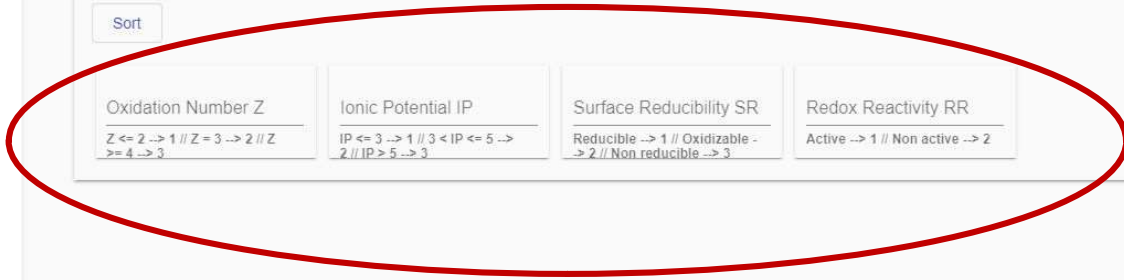 Sort
Oxidation Number Z
Z <= 2 --> 1 // Z = 3 --> 2 // Z
>= 4 --> 3
Ionic Potential IP
IP <= 3 --> 1 // 3 < IP <= 5 -->
2 // IP > 5 --> 3
Surface Reducibility SR
Reducible --> 1 // Oxidizable -
-> 2 // Non reducible --> 3
Redox Reactivity RR
Active --> 1 // Non active --> 2